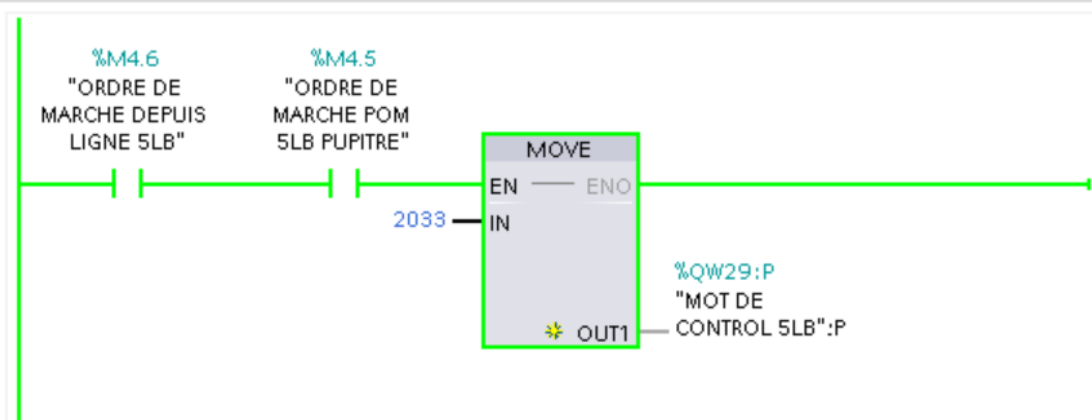 %M4.6
"ORDRE DE
MARCHE DEPUIS
LIGNE 5LB"
%M4.5
"ORDRE DE
MARCHE POM
5LB PUPITRE"
MOVE
EN
ENO
2033
IN
%QW29:P
"MOT DE
CONTROL 5LB":P
OUT1